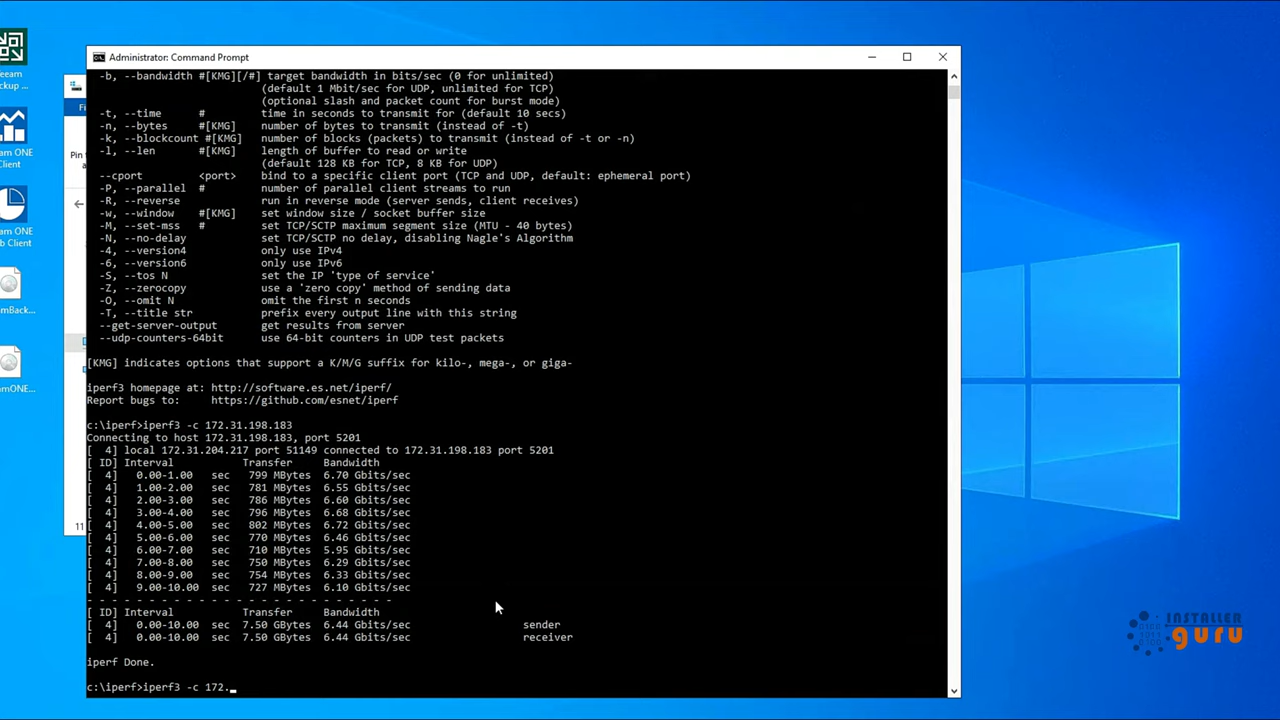 Administrator: Command Prompt
-b, --bandwidth #[KMG][/#] target bandwidth in bits/sec (0 for unlimited)
(default 1 Mbit/sec for UDP, unlimited for TCP)
(optional slash and packet count for burst mode)
-t, --time # time in seconds to transmit for (default 10 secs)
-n, --bytes #[KMG] number of bytes to transmit (instead of -t)
-k, --blockcount #[KMG] number of blocks (packets) to transmit (instead of -t or -n)
-l, --len #[KMG] length of buffer to read or write
(default 128 KB for TCP, 8 KB for UDP)
--cport <port> bind to a specific client port (TCP and UDP, default: ephemeral port)
-P, --parallel # number of parallel client streams to run
-R, --reverse run in reverse mode (server sends, client receives)
-w, --window #[KMG] set window size / socket buffer size
-M, --set-mss # set TCP/SCTP maximum segment size (MTU - 40 bytes)
-N, --no-delay set TCP/SCTP no delay, disabling Nagle's Algorithm
-4, --version4 only use IPv4
-6, --version6 only use IPv6
-S, --tos N set the IP 'type of service'
-Z, --zerocopy use a 'zero copy' method of sending data
-O, --omit N omit the first n seconds
-T, --title str prefix every output line with this string
--get-server-output get results from server
--udp-counters-64bit use 64-bit counters in UDP test packets
[KMG] indicates options that support a K/M/G suffix for kilo-, mega-, or giga-
iperf3 homepage at: http://software.es.net/iperf/
Report bugs to: https://github.com/esnet/iperf
c:\iperf>iperf3 -c 172.31.198.183
Connecting to host 172.31.198.183, port 5201
[ 4] local 172.31.204.217 port 51149 connected to 172.31.198.183 port 5201
[ ID] Interval Transfer Bandwidth
[ 4] 0.00-1.00 sec 799 MBytes 6.70 Gbits/sec
[ 4] 1.00-2.00 sec 781 MBytes 6.55 Gbits/sec
[ 4] 2.00-3.00 sec 786 MBytes 6.60 Gbits/sec
[ 4] 3.00-4.00 sec 796 MBytes 6.68 Gbits/sec
[ 4] 4.00-5.00 sec 802 MBytes 6.72 Gbits/sec
[ 4] 5.00-6.00 sec 770 MBytes 6.46 Gbits/sec
[ 4] 6.00-7.00 sec 710 MBytes 5.95 Gbits/sec
[ 4] 7.00-8.00 sec 750 MBytes 6.29 Gbits/sec
[ 4] 8.00-9.00 sec 754 MBytes 6.33 Gbits/sec
[ 4] 9.00-10.00 sec 727 MBytes 6.10 Gbits/sec
- - - - - - - - - - - - - - - - - - - - - - - - -
[ ID] Interval Transfer Bandwidth
[ 4] 0.00-10.00 sec 7.50 GBytes 6.44 Gbits/sec sender
[ 4] 0.00-10.00 sec 7.50 GBytes 6.44 Gbits/sec receiver
iperf Done.
c:\iperf>iperf3 -c 172._
eeam
ackup ...
am ONE
Client
am ONE
b Client
amBack...
amONE...
Fi
Pin
11
INSTALLER
guru